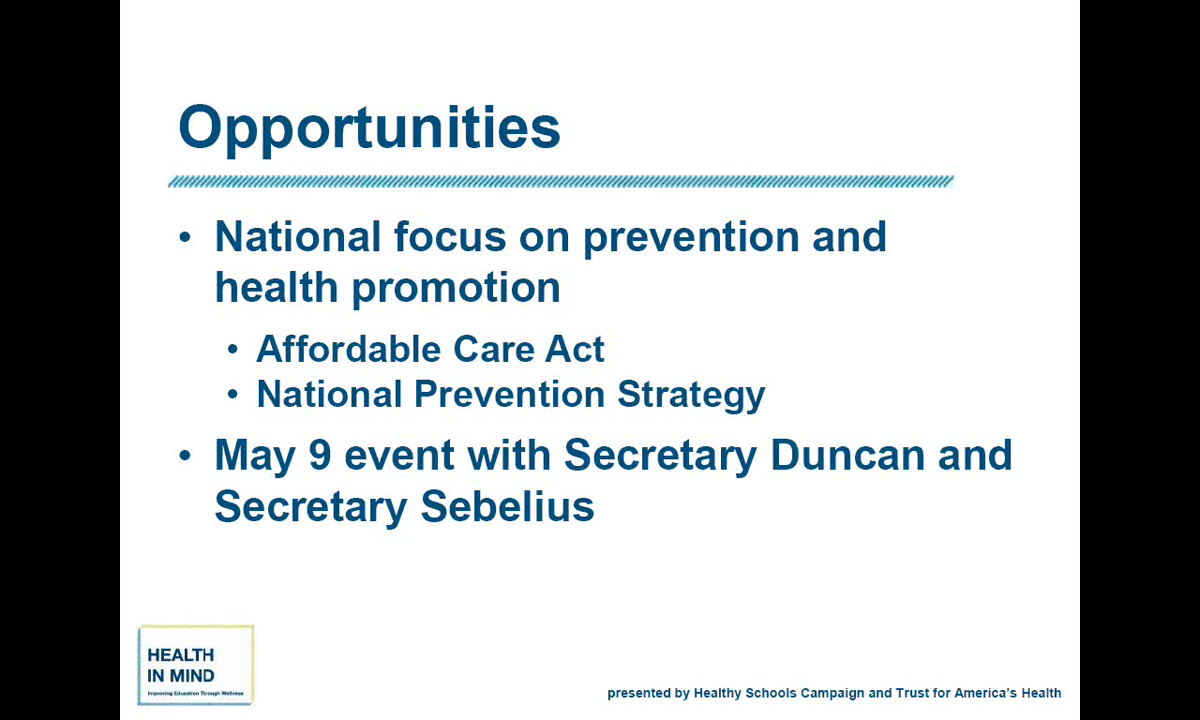 Opportunities
• National focus on prevention and
health promotion
• Affordable Care Act
• National Prevention Strategy
• May 9 event with Secretary Duncan and
Secretary Sebelius
HEALTH
IN MIND
Improving Education Through Wellness
presented by Healthy Schools Campaign and Trust for America's Health